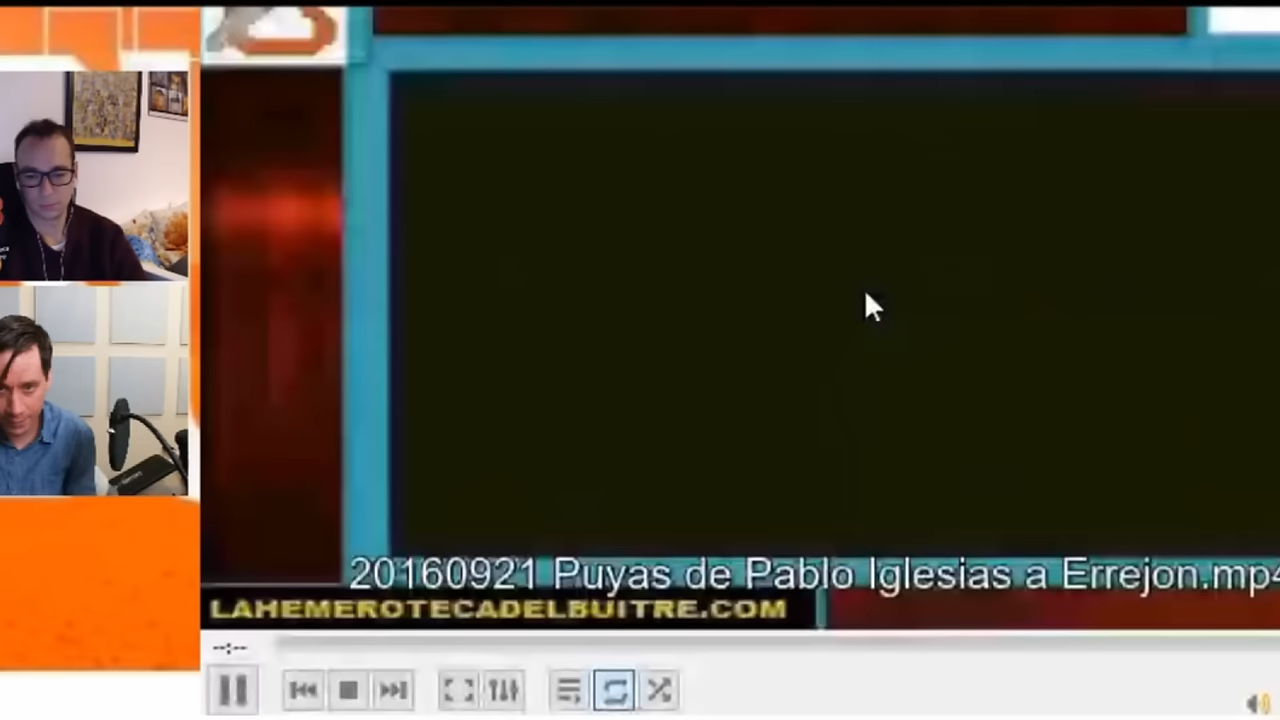 20160921 Puyas de Pablo Iglesias a Errejon.mp4
LAHEMEROTECADELBUITRE.COM
--:--